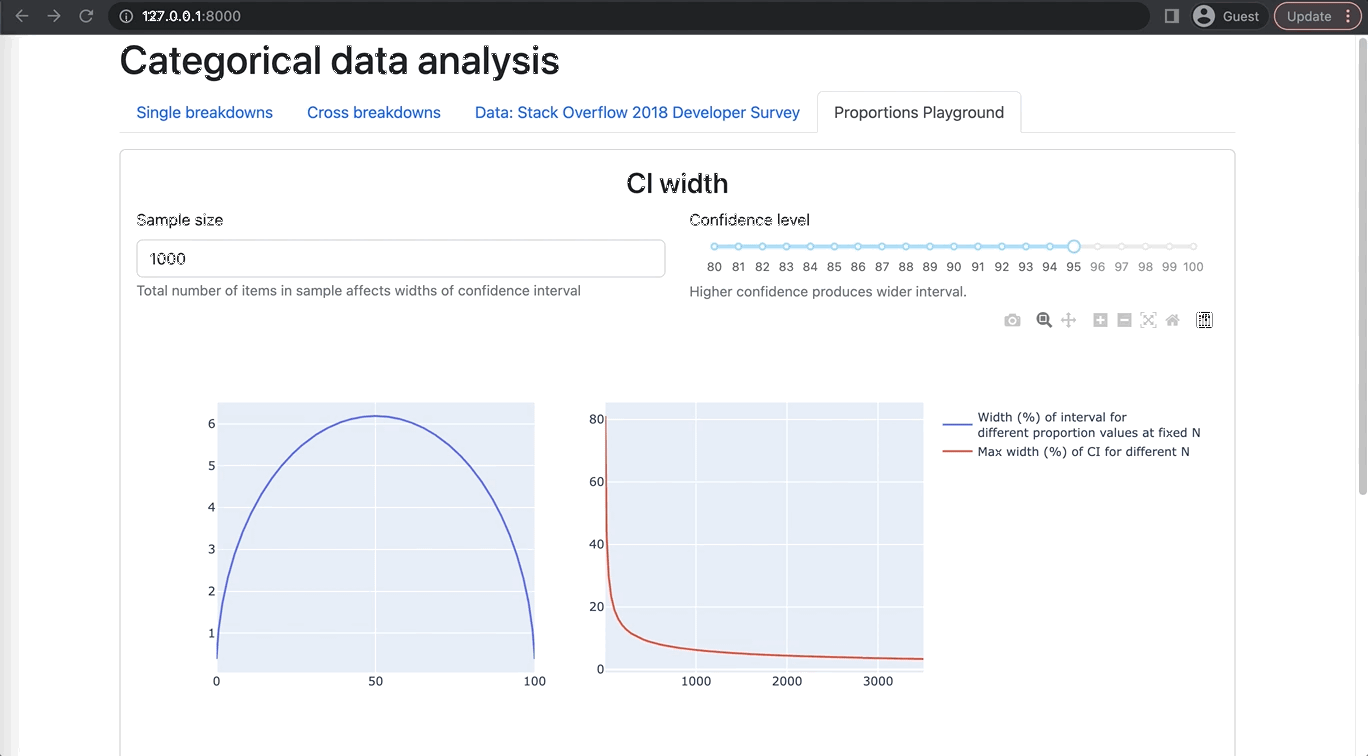 127.0.0.1:8000
Guest
Update
Categorical data analysis
Single breakdowns Cross breakdowns Data: Stack Overflow 2018 Developer Survey Proportions Playground
CI width
Sample size
1000
Total number of items in sample affects widths of confidence interval
Confidence level
80 81 82 83 84 85 86 87 88 89 90 91 92 93 94 95 96 97 98 99 100
Higher confidence produces wider interval.
6
5
4
3
2
1
0 50 100
80
60
40
20
0
1000 2000 3000
Width (%) of interval for
different proportion values at fixed N
Max width (%) of CI for different N